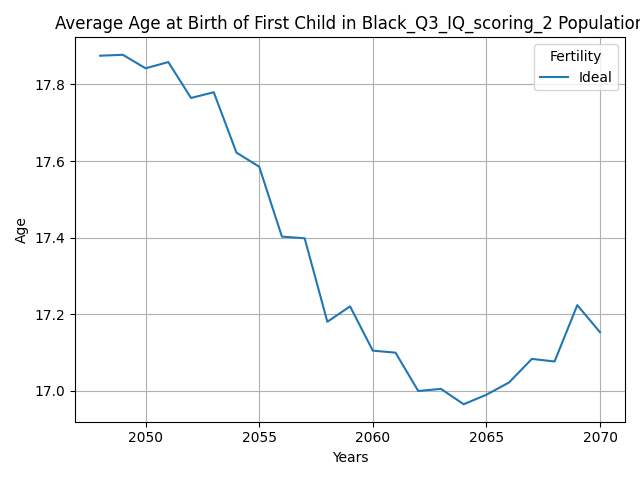 Average Age at Birth of First Child in Black_Q3_IQ_scoring_2 Population
Fertility
Ideal
17.8
17.6
17.4
17.2
17.0
Age
2050 2055 2060 2065 2070
Years